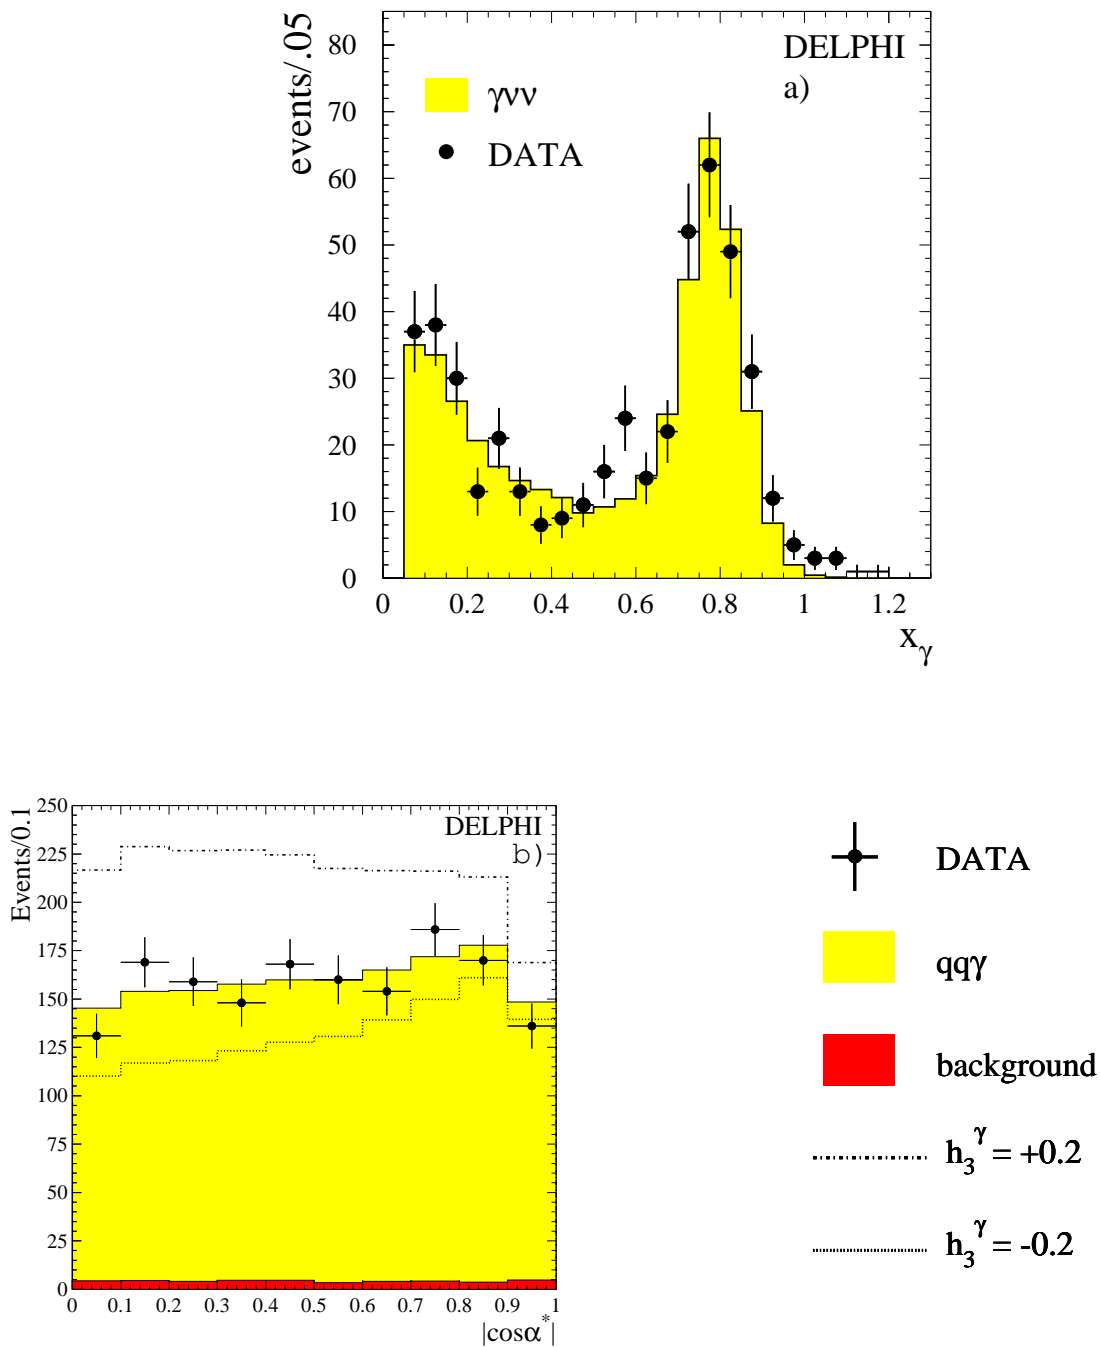 events/.05
80
70
60
50
40
30
20
10
0
DELPHI
a)
γνν
DATA
0 0.2 0.4 0.6 0.8 1 1.2
xγ
Events/0.1
250
225
200
175
150
125
100
75
50
25
0
DELPHI
b)
0 0.1 0.2 0.3 0.4 0.5 0.6 0.7 0.8 0.9 1
|cosα*|
DATA
qqγ
background
h₃^γ = +0.2
h₃^γ = -0.2